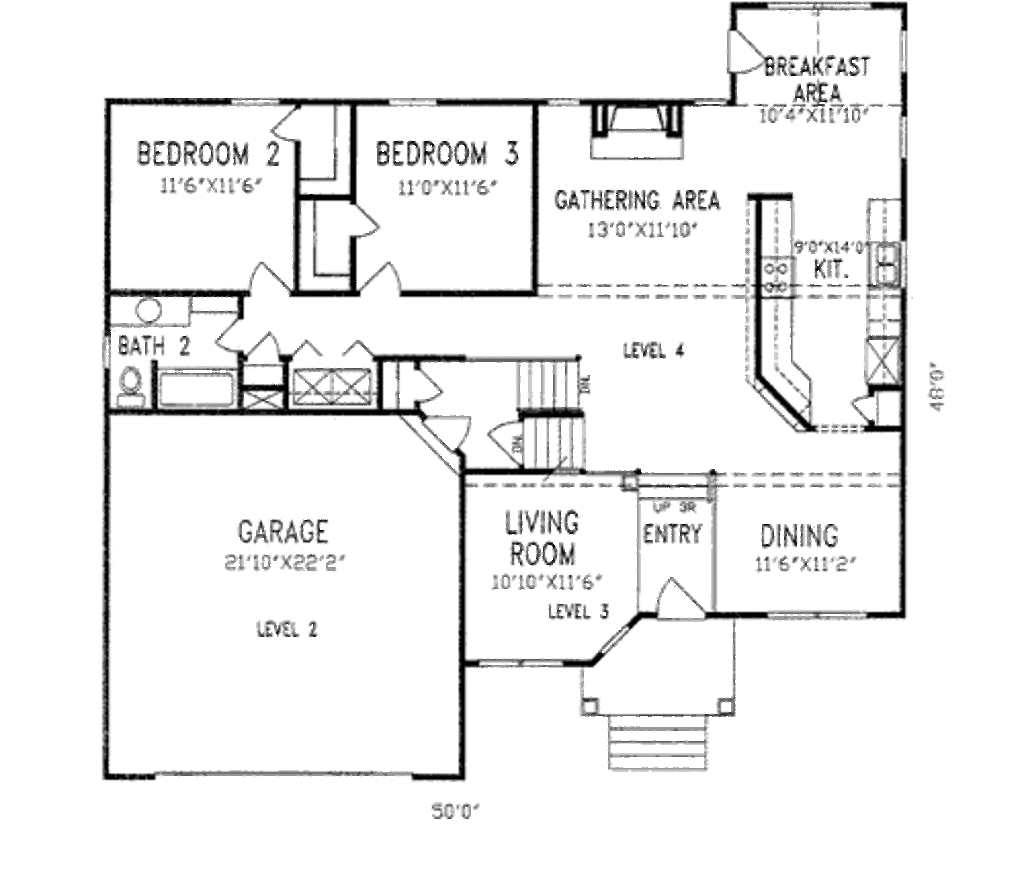 BREAKFAST
AREA
10'4"X11'10"
BEDROOM 2
11'6"X11'6"
BEDROOM 3
11'0"X11'6"
GATHERING AREA
13'0"X11'10"
9'0"X14'0"
KIT.
BATH 2
LEVEL 4
DN.
DN.
48'0"
UP 3R
GARAGE
21'10"X22'2"
LEVEL 2
LIVING
ROOM
10'10"X11'6"
LEVEL 3
ENTRY
DINING
11'6"X11'2"
50'0"